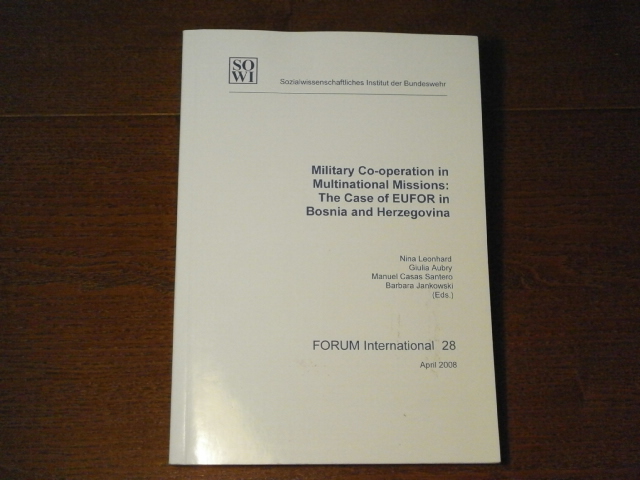 SO
WI
Sozialwissenschaftliches Institut der Bundeswehr
Military Co-operation in
Multinational Missions:
The Case of EUFOR in
Bosnia and Herzegovina
Nina Leonhard
Giulia Aubry
Manuel Casas Santero
Barbara Jankowski
(Eds.)
FORUM International 28
April 2008